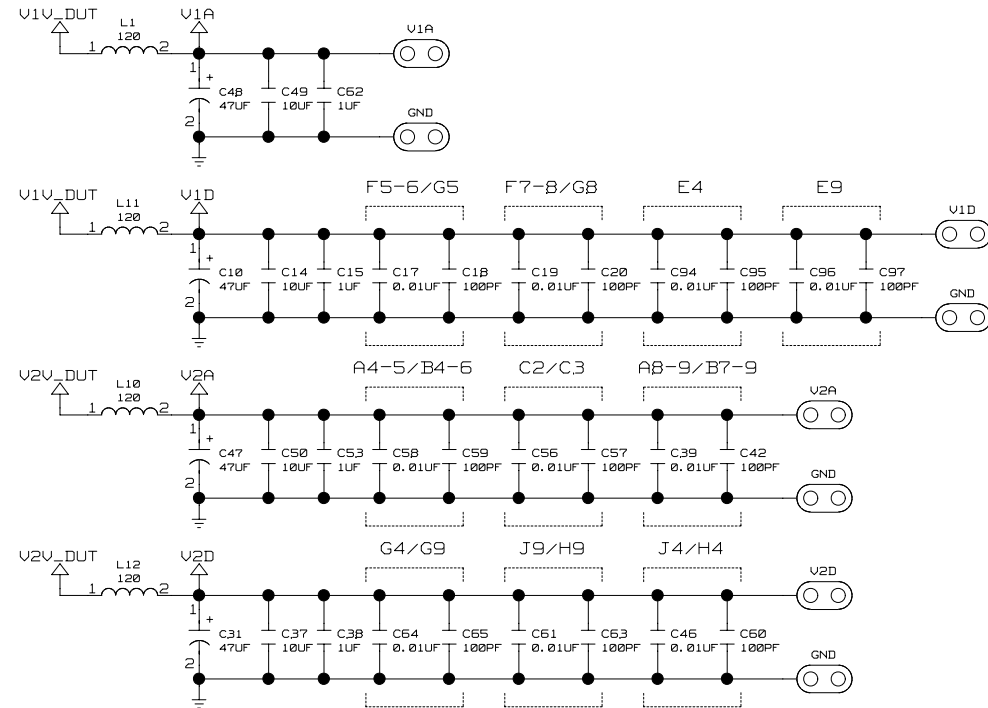 V1V_DUT
L1
120
1
2
V1A
1
+
C48
47UF
2
C49
10UF
C62
1UF
V1A
GND
V1V_DUT
L11
120
1
2
V1D
1
+
C10
47UF
2
C14
10UF
C15
1UF
F5-6/G5
C17
0.01UF
C18
100PF
F7-8/G8
C19
0.01UF
C20
100PF
E4
C94
0.01UF
C95
100PF
E9
C96
0.01UF
C97
100PF
V1D
GND
V2V_DUT
L10
120
1
2
V2A
1
+
C47
47UF
2
C50
10UF
C53
1UF
A4-5/B4-6
C58
0.01UF
C59
100PF
C2/C3
C56
0.01UF
C57
100PF
A8-9/B7-9
C39
0.01UF
C42
100PF
V2A
GND
V2V_DUT
L12
120
1
2
V2D
1
+
C31
47UF
2
C37
10UF
C38
1UF
G4/G9
C64
0.01UF
C65
100PF
J9/H9
C61
0.01UF
C63
100PF
J4/H4
C46
0.01UF
C60
100PF
V2D
GND